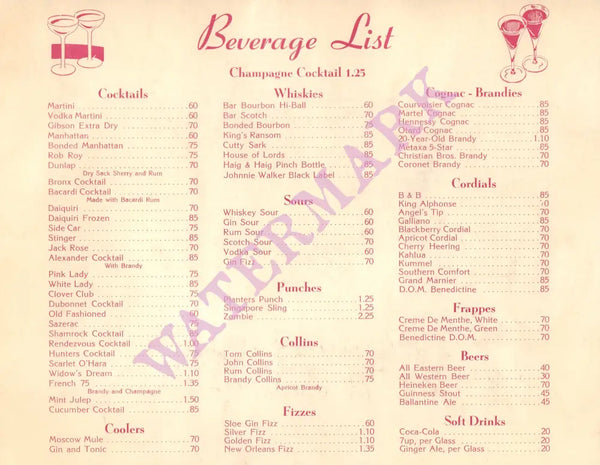 Beverage List
Champagne Cocktail 1.25
Cocktails
Martini .60
Vodka Martini .60
Gibson Extra Dry .70
Manhattan .60
Bonded Manhattan .75
Rob Roy .75
Dunlap .70
Dry Sack Sherry and Rum
Bronx Cocktail .70
Bacardi Cocktail .70
Made with Bacardi Rum
Daiquiri .70
Daiquiri Frozen .85
Side Car .75
Stinger .85
Jack Rose .70
Alexander Cocktail .85
With Brandy
Pink Lady .75
White Lady .85
Clover Club .75
Dubonnet Cocktail .70
Old Fashioned .60
Sazerac .75
Shamrock Cocktail .85
Rendezvous Cocktail 1.00
Hunters Cocktail .75
Scarlet O'Hara .75
Widow's Dream 1.10
French 75 1.35
Brandy and Champagne
Mint Julep 1.50
Cucumber Cocktail .85
Coolers
Moscow Mule .70
Gin and Tonic .70
Whiskies
Bar Bourbon Hi-Ball .60
Bar Scotch .70
Bonded Bourbon .75
King's Ransom .85
Cutty Sark .85
House of Lords .85
Haig & Haig Pinch Bottle .85
Johnnie Walker Black Label .85
Sours
Whiskey Sour .60
Gin Sour .60
Rum Sour .60
Scotch Sour .70
Vodka Sour .60
Gin Fizz .60
Punches
Planters Punch 1.25
Singapore Sling 1.25
Zombie 2.25
Collins
Tom Collins .70
John Collins .70
Rum Collins .70
Brandy Collins .75
Apricot Brandy
Fizzes
Sloe Gin Fizz .60
Silver Fizz 1.10
Golden Fizz 1.10
New Orleans Fizz 1.35
Cognac - Brandies
Courvoisier Cognac .85
Martel Cognac .85
Hennessy Cognac .85
Otard Cognac .85
20-Year-Old Brandy 1.10
Metaxa 5-Star .85
Christian Bros. Brandy .70
Coronet Brandy .70
Cordials
B & B .85
King Alphonse
Angel's Tip .70
Galliano .85
Blackberry Cordial .70
Apricot Cordial .70
Cherry Heering .70
Kahlua .70
Kummel .70
Southern Comfort .70
Grand Marnier .85
D.O.M. Benedictine .85
Frappes
Creme De Menthe, White .70
Creme De Menthe, Green .70
Benedictine D.O.M. .70
Beers
All Eastern Beer .40
All Western Beer .30
Heineken Beer .70
Guinness Stout .45
Ballantine Ale .45
Soft Drinks
Coca-Cola .20
7up, per Glass .20
Ginger Ale, per Glass .20
WATERMARK